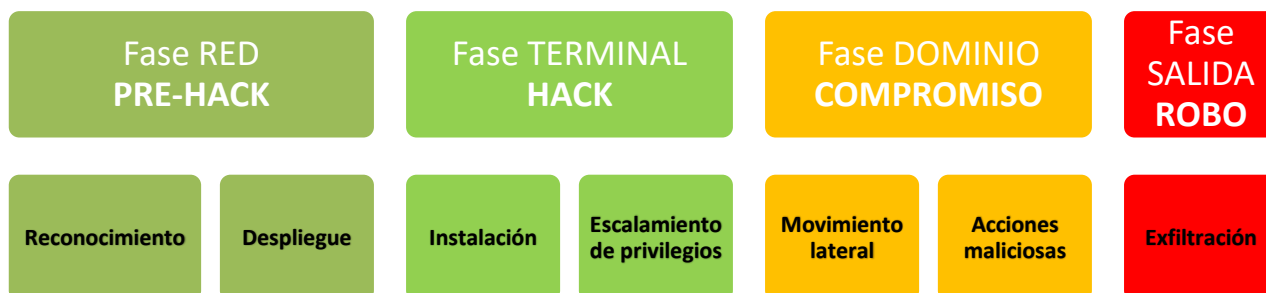 Fase RED
PRE-HACK
Fase TERMINAL
HACK
Fase DOMINIO
COMPROMISO
Fase
SALIDA
ROBO
Reconocimiento
Despliegue
Instalación
Escalamiento
de privilegios
Movimiento
lateral
Acciones
maliciosas
Exfiltración